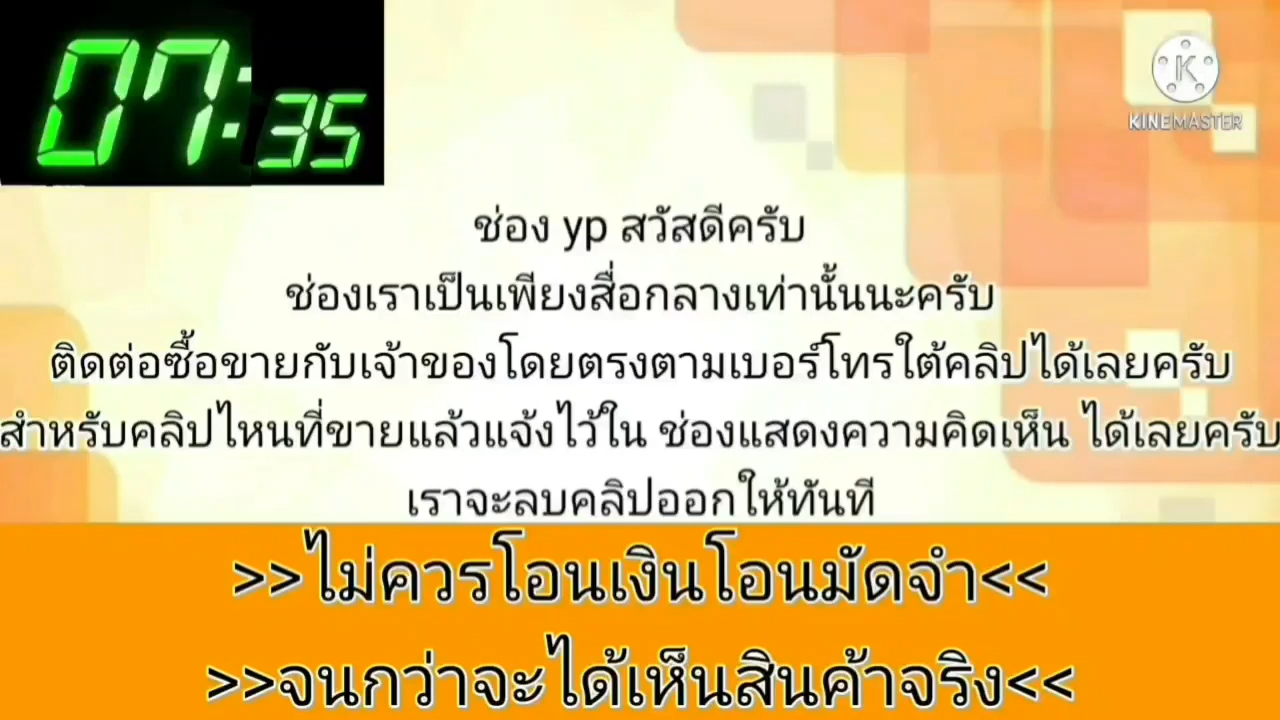 07:35
KINEMASTER
ช่อง yp สวัสดีครับ
ช่องเราเป็นเพียงสื่อกลางเท่านั้นนะครับ
ติดต่อซื้อขายกับเจ้าของโดยตรงตามเบอร์โทรใต้คลิปได้เลยครับ
สำหรับคลิปไหนที่ขายแล้วแจ้งไว้ใน ช่องแสดงความคิดเห็น ได้เลยครับ
เราจะลบคลิปออกให้ทันที
>>ไม่ควรโอนเงินโอนมัดจำ<<
>>จนกว่าจะได้เห็นสินค้าจริง<<